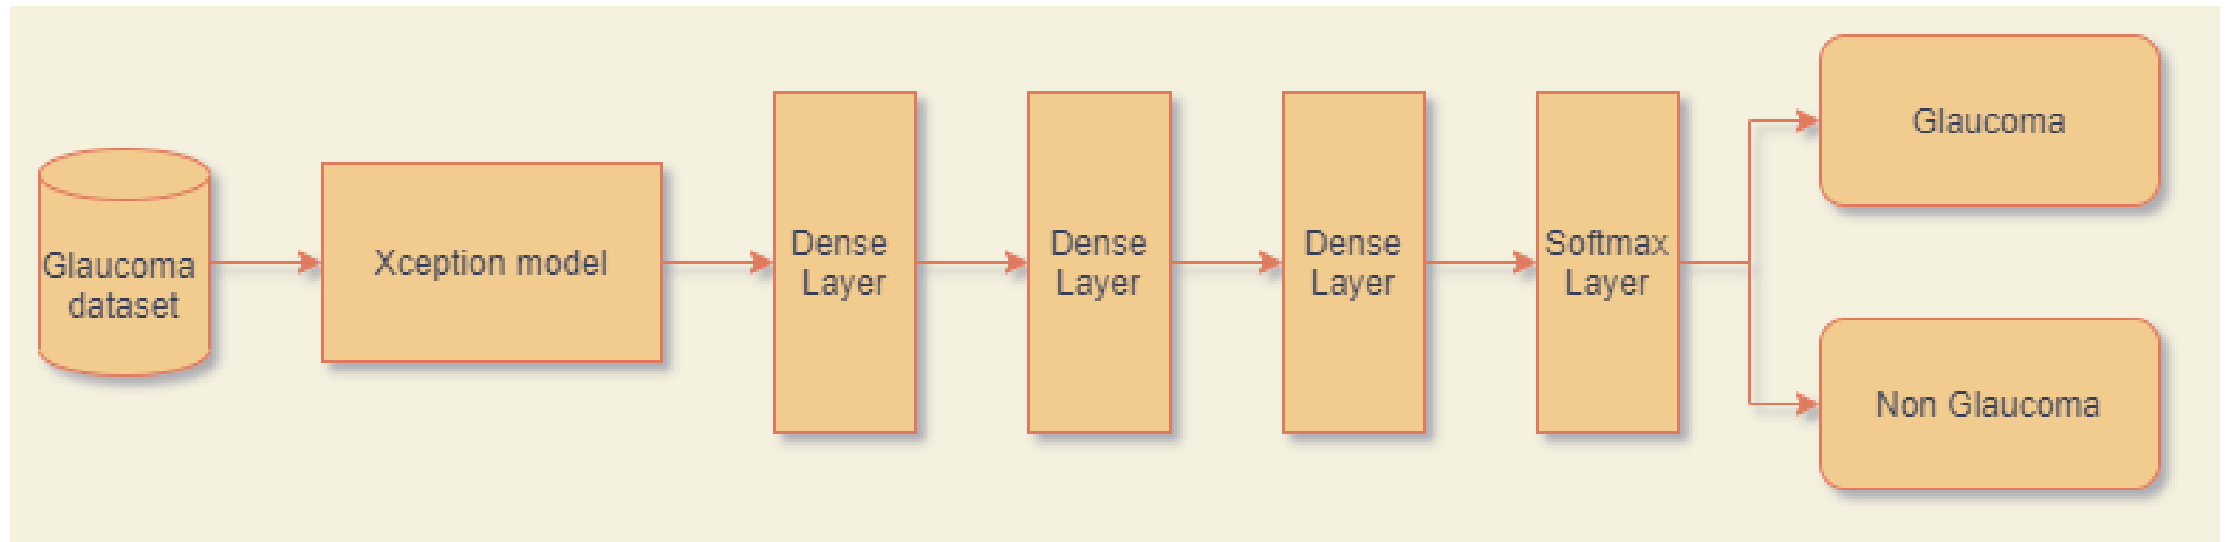 Glaucoma
dataset
Xception model
Dense
Layer
Dense
Layer
Dense
Layer
Softmax
Layer
Glaucoma
Non Glaucoma